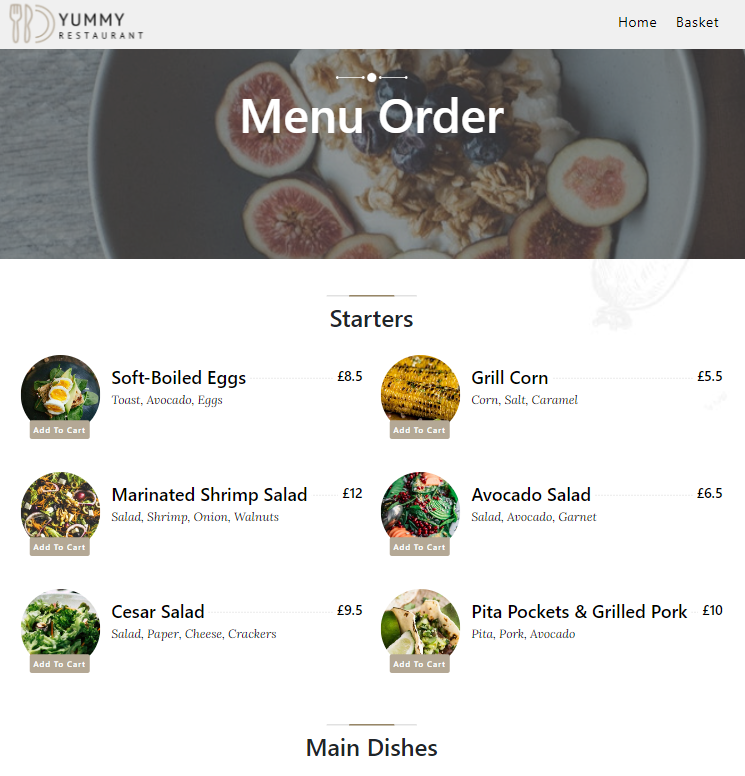 YUMMY
RESTAURANT
Home Basket
Menu Order
Starters
Soft-Boiled Eggs £8.5
Toast, Avocado, Eggs
Add To Cart
Grill Corn £5.5
Corn, Salt, Caramel
Add To Cart
Marinated Shrimp Salad £12
Salad, Shrimp, Onion, Walnuts
Add To Cart
Avocado Salad £6.5
Salad, Avocado, Garnet
Add To Cart
Cesar Salad £9.5
Salad, Paper, Cheese, Crackers
Add To Cart
Pita Pockets & Grilled Pork £10
Pita, Pork, Avocado
Add To Cart
Main Dishes